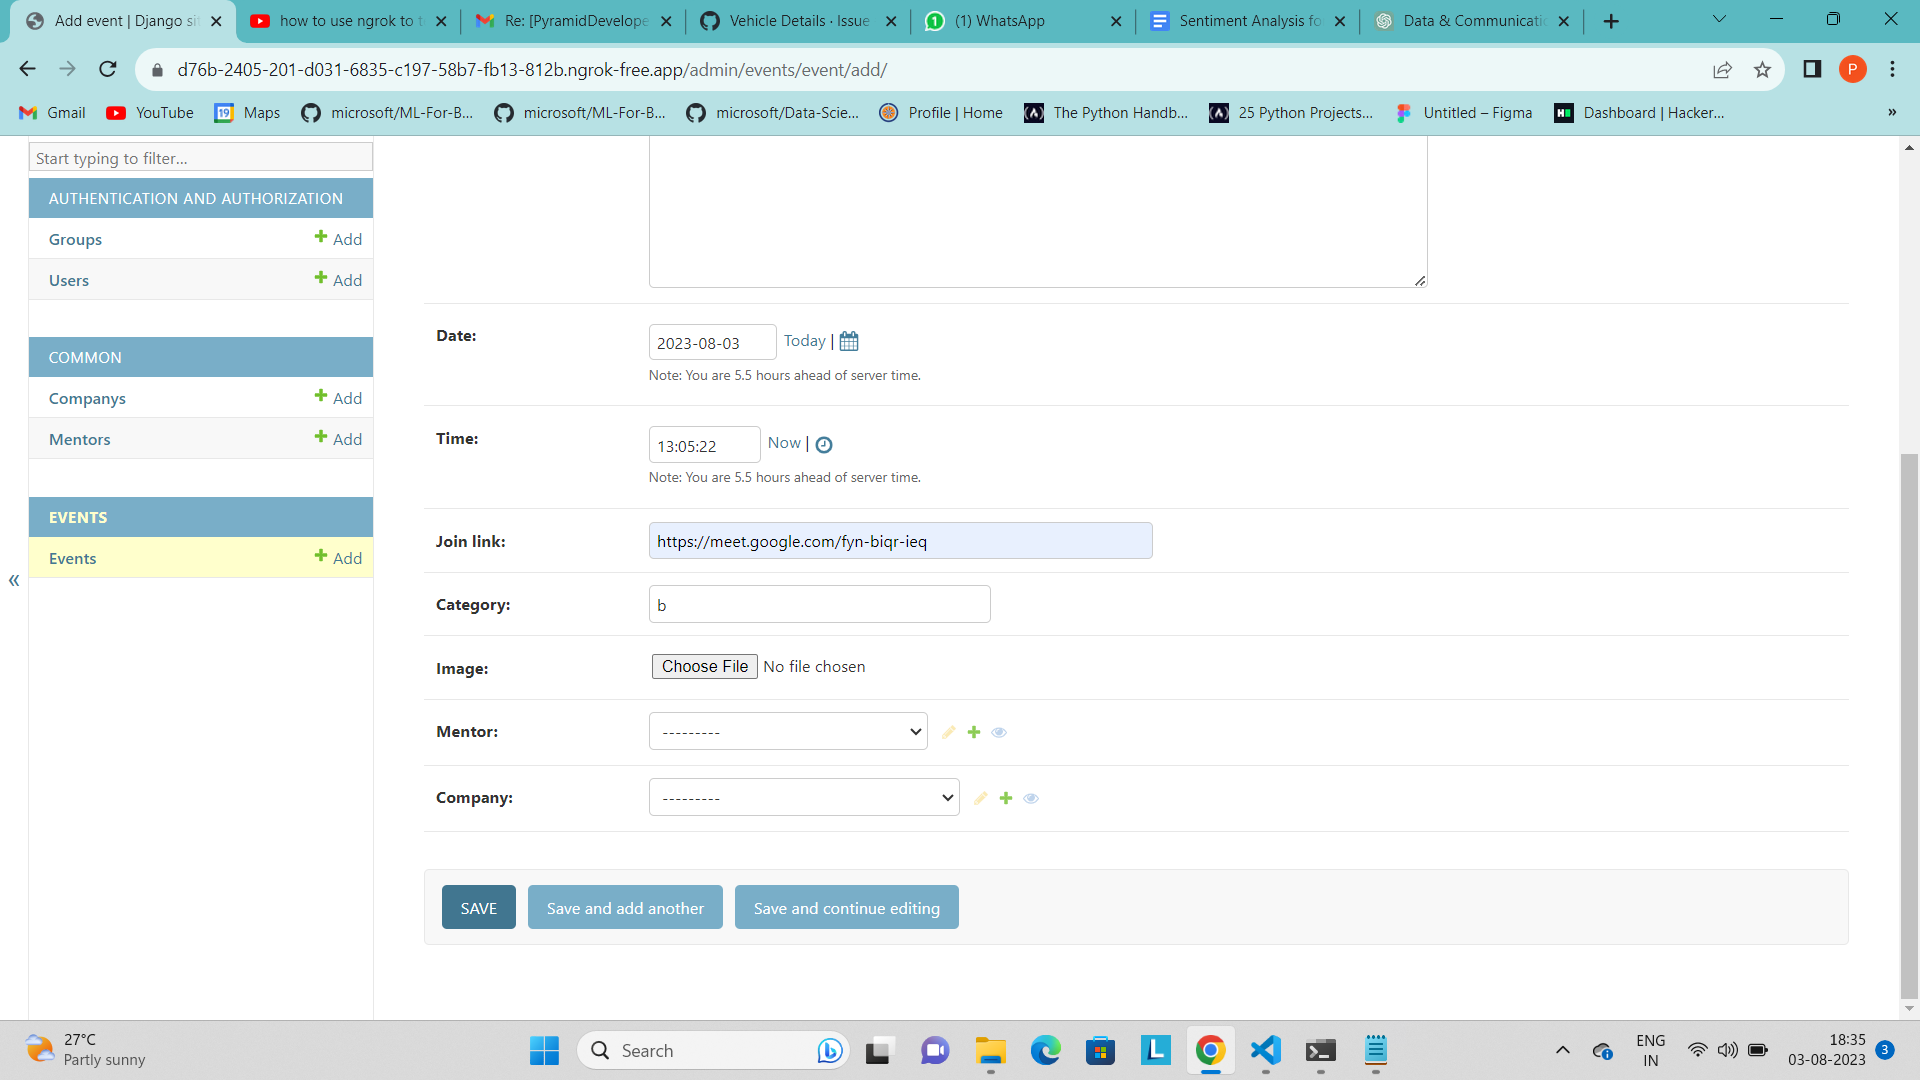 Add event | Django sit
how to use ngrok to t
Re: [PyramidDevelope
Vehicle Details · Issue
(1) WhatsApp
Sentiment Analysis fo
Data & Communicatio
d76b-2405-201-d031-6835-c197-58b7-fb13-812b.ngrok-free.app/admin/events/event/add/
P
Gmail
YouTube
Maps
microsoft/ML-For-B...
microsoft/ML-For-B...
microsoft/Data-Scie...
Profile | Home
The Python Handb...
25 Python Projects...
Untitled – Figma
Dashboard | Hacker...
»
Start typing to filter...
AUTHENTICATION AND AUTHORIZATION
Groups Add
Users Add
COMMON
Companys Add
Mentors Add
EVENTS
Events Add
«
Date: 2023-08-03 Today |
Note: You are 5.5 hours ahead of server time.
Time: 13:05:22 Now |
Note: You are 5.5 hours ahead of server time.
Join link: https://meet.google.com/fyn-biqr-ieq
Category: b
Image: Choose File No file chosen
Mentor: ---------
Company: ---------
SAVE Save and add another Save and continue editing
27°C
Partly sunny
Search
ENG
IN
18:35
03-08-2023
3